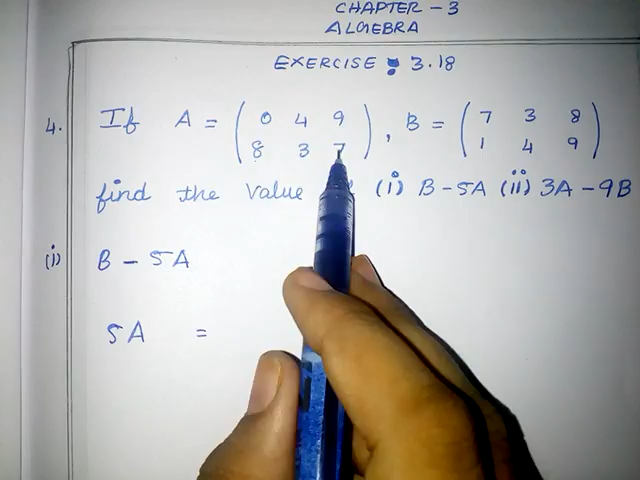 CHAPTER - 3
ALGEBRA
EXERCISE : 3.18
4. If A = ( 0 4 9 ) , B = ( 7 3 8 )
8 3 7 1 4 9
find the value (i) B - 5A (ii) 3A - 9B
(i) B - 5A
5A =